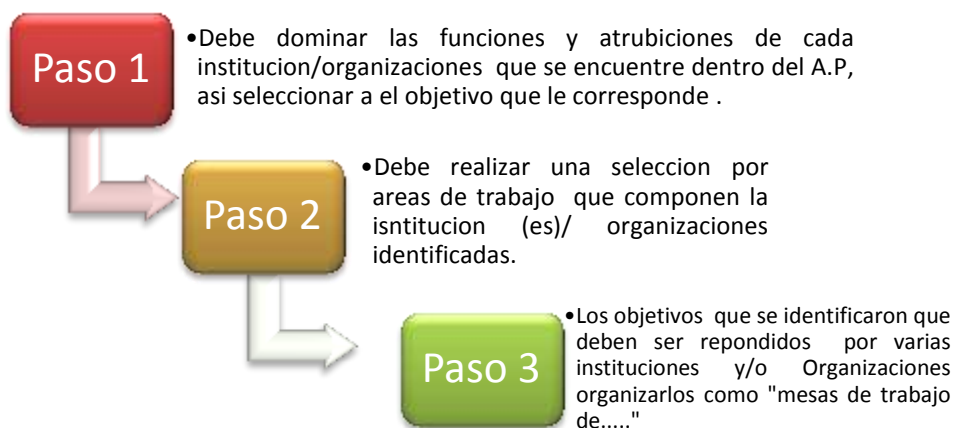 Paso 1
•Debe dominar las funciones y atrubiciones de cada
institucion/organizaciones que se encuentre dentro del A.P,
asi seleccionar a el objetivo que le corresponde .
Paso 2
•Debe realizar una seleccion por
areas de trabajo que componen la
isntitucion (es)/ organizaciones
identificadas.
Paso 3
•Los objetivos que se identificaron que
deben ser repondidos por varias
instituciones y/o Organizaciones
organizarlos como "mesas de trabajo
de....."